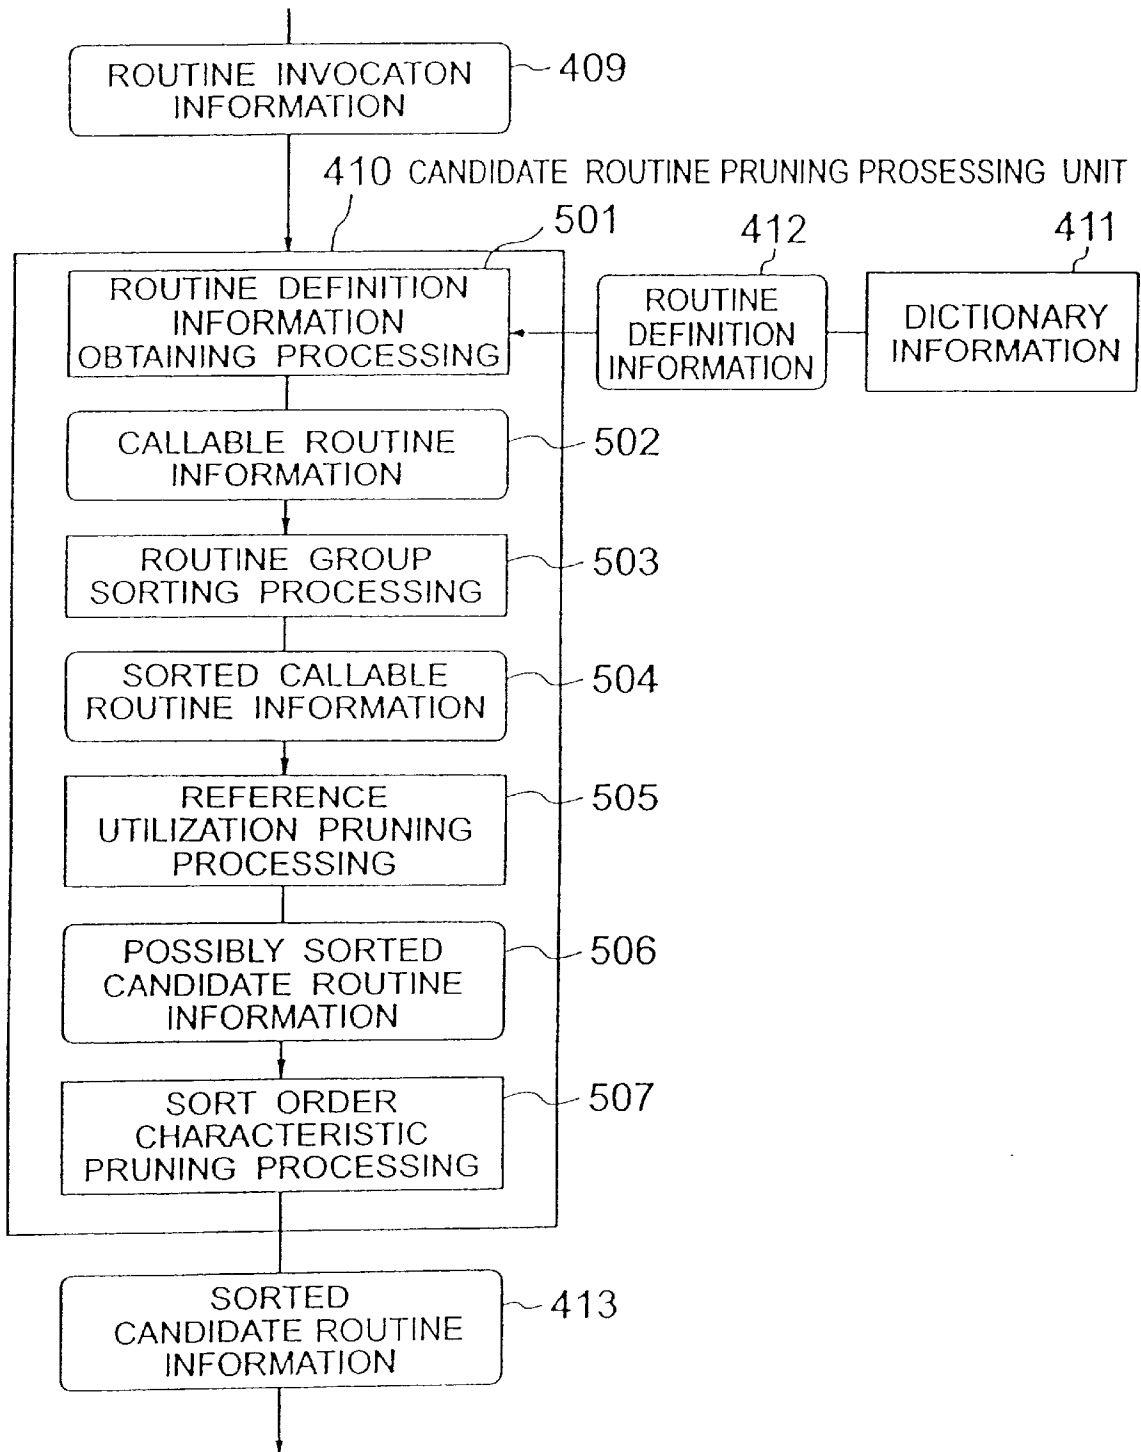 ROUTINE INVOCATON
INFORMATION
409
410 CANDIDATE ROUTINE PRUNING PROSESSING UNIT
501
412
411
ROUTINE DEFINITION
INFORMATION
OBTAINING PROCESSING
ROUTINE
DEFINITION
INFORMATION
DICTIONARY
INFORMATION
CALLABLE ROUTINE
INFORMATION
502
ROUTINE GROUP
SORTING PROCESSING
503
SORTED CALLABLE
ROUTINE INFORMATION
504
REFERENCE
UTILIZATION PRUNING
PROCESSING
505
POSSIBLY SORTED
CANDIDATE ROUTINE
INFORMATION
506
SORT ORDER
CHARACTERISTIC
PRUNING PROCESSING
507
SORTED
CANDIDATE ROUTINE
INFORMATION
413